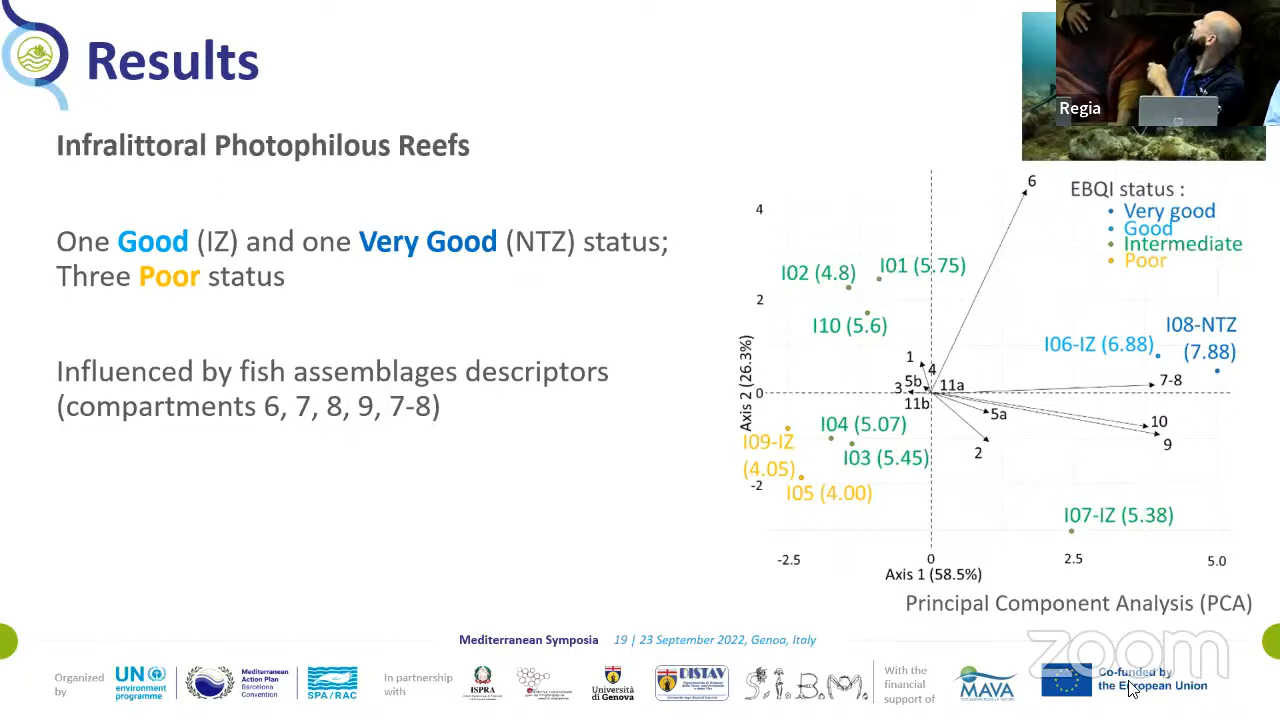 Results
Regia
Infralittoral Photophilous Reefs
One Good (IZ) and one Very Good (NTZ) status;
Three Poor status
Influenced by fish assemblages descriptors
(compartments 6, 7, 8, 9, 7-8)
EBQI status :
Very good
Good
Intermediate
Poor
6
4
I02 (4.8)
I01 (5.75)
2
I10 (5.6)
I08-NTZ
(7.88)
I06-IZ (6.88)
1
4
5b
3
11a
11b
7-8
0
5a
10
9
2
I04 (5.07)
I03 (5.45)
I09-IZ
(4.05)
-2
I05 (4.00)
I07-IZ (5.38)
Axis 2 (26.3%)
-2.5
0
2.5
5.0
Axis 1 (58.5%)
Principal Component Analysis (PCA)
Mediterranean Symposia 19 | 23 September 2022, Genoa, Italy
zoom
Organized
by
UN
environment
programme
Mediterranean
Action Plan
Barcelona
Convention
SPA/RAC
In partnership
with
ISPRA
Università
di Genova
DISTAV
S.I.B.M.
With the
financial
support of
MAVA
Co-funded by
the European Union